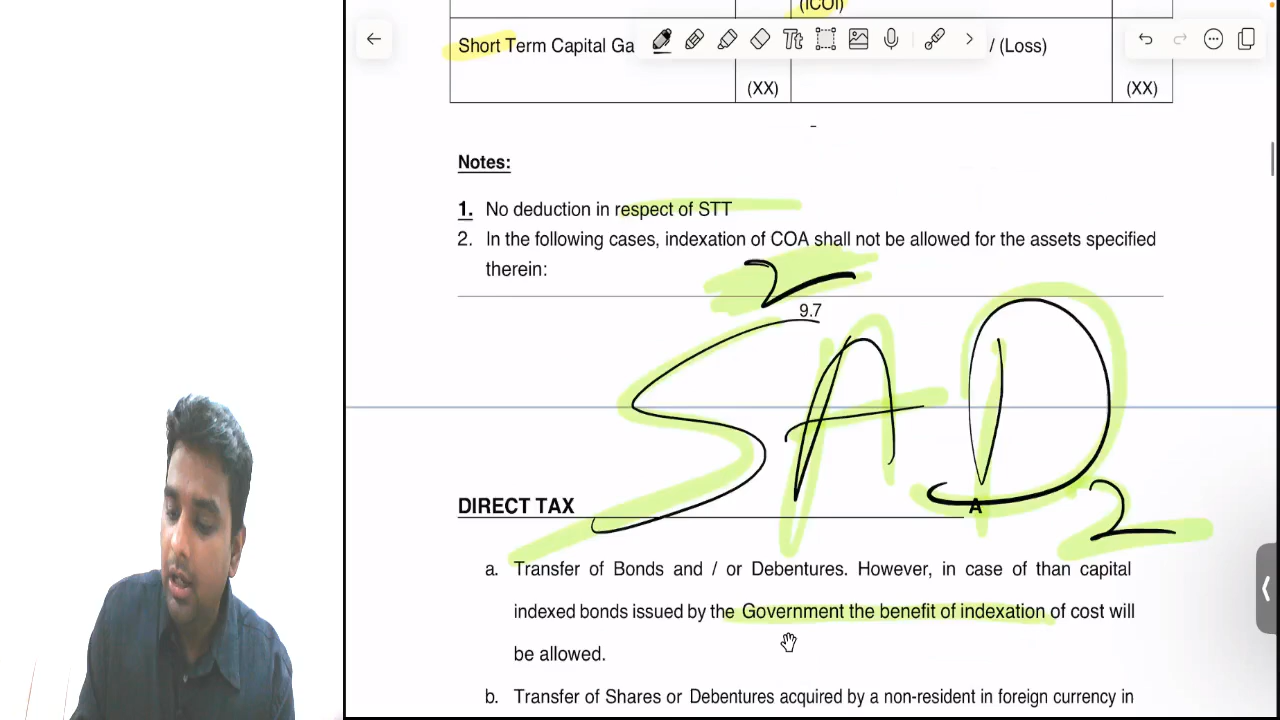 (ICOI)
Short Term Capital Ga
Tt
/ (Loss)
(XX)
(XX)
-
Notes:
1. No deduction in respect of STT
2. In the following cases, indexation of COA shall not be allowed for the assets specified
therein:
2
9.7
SAD
2
DIRECT TAX
A
a. Transfer of Bonds and / or Debentures. However, in case of than capital
indexed bonds issued by the Government the benefit of indexation of cost will
be allowed.
b. Transfer of Shares or Debentures acquired by a non-resident in foreign currency in